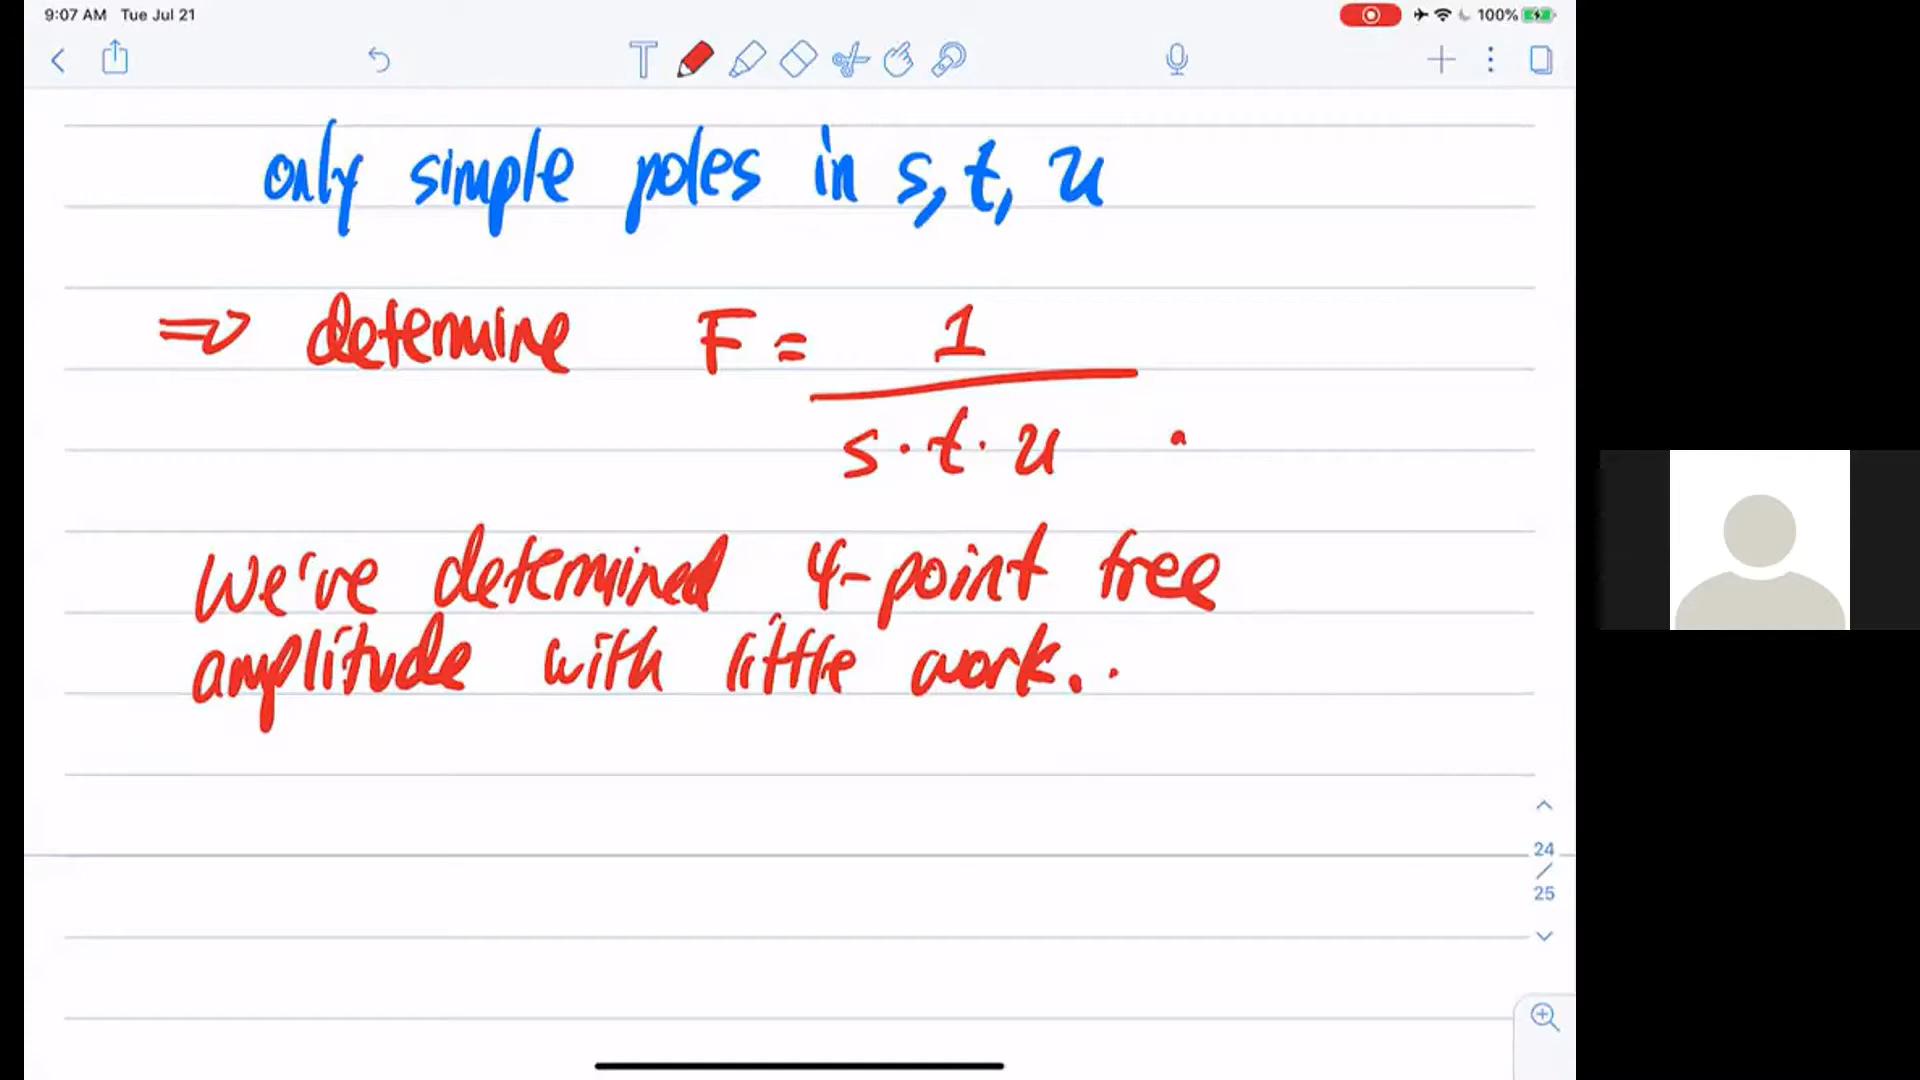 9:07 AM Tue Jul 21 100%
only simple poles in s, t, u
⇒ determine F = 1
s · t · u .
We've determined 4-point tree
amplitude with little work..
24
/
25